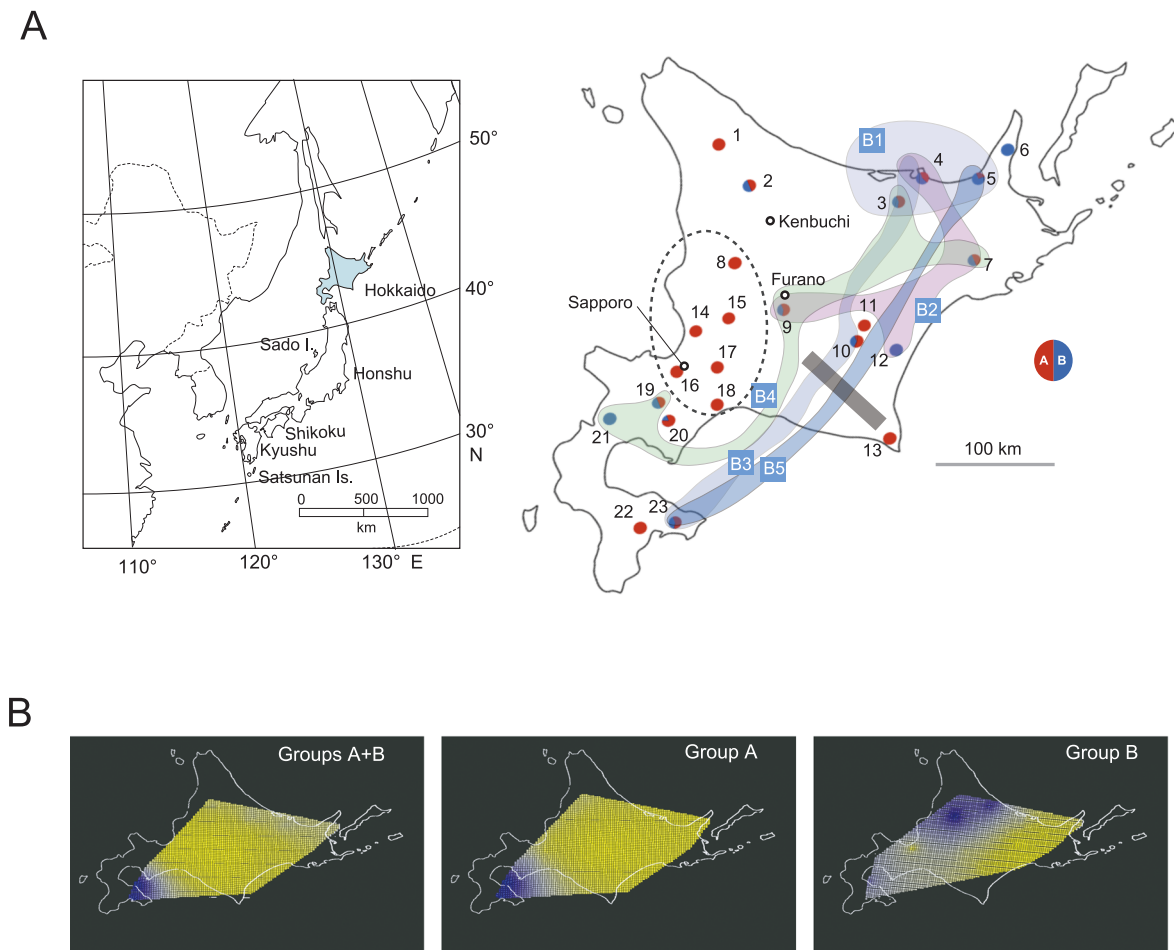 A
50°
40°
30°
N
Hokkaido
Sado I.
Honshu
Shikoku
Kyushu
Satsunan Is.
0 500 1000
km
110° 120° 130° E
1
2
Kenbuchi
B1
4
6
5
3
7
8
Furano
Sapporo
9
11
B2
10
12
14
15
17
16
18
19
20
21
B4
13
A B
100 km
B3
B5
22
23
B
Groups A+B
Group A
Group B